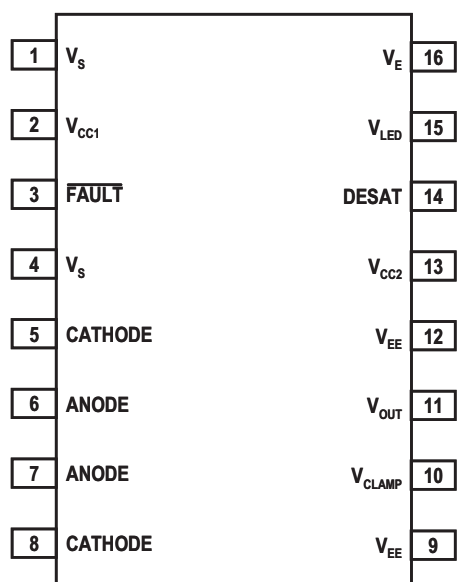 1 VS VE 16
2 VCC1 VLED 15
3 FAULT DESAT 14
4 VS VCC2 13
5 CATHODE VEE 12
6 ANODE VOUT 11
7 ANODE VCLAMP 10
8 CATHODE VEE 9